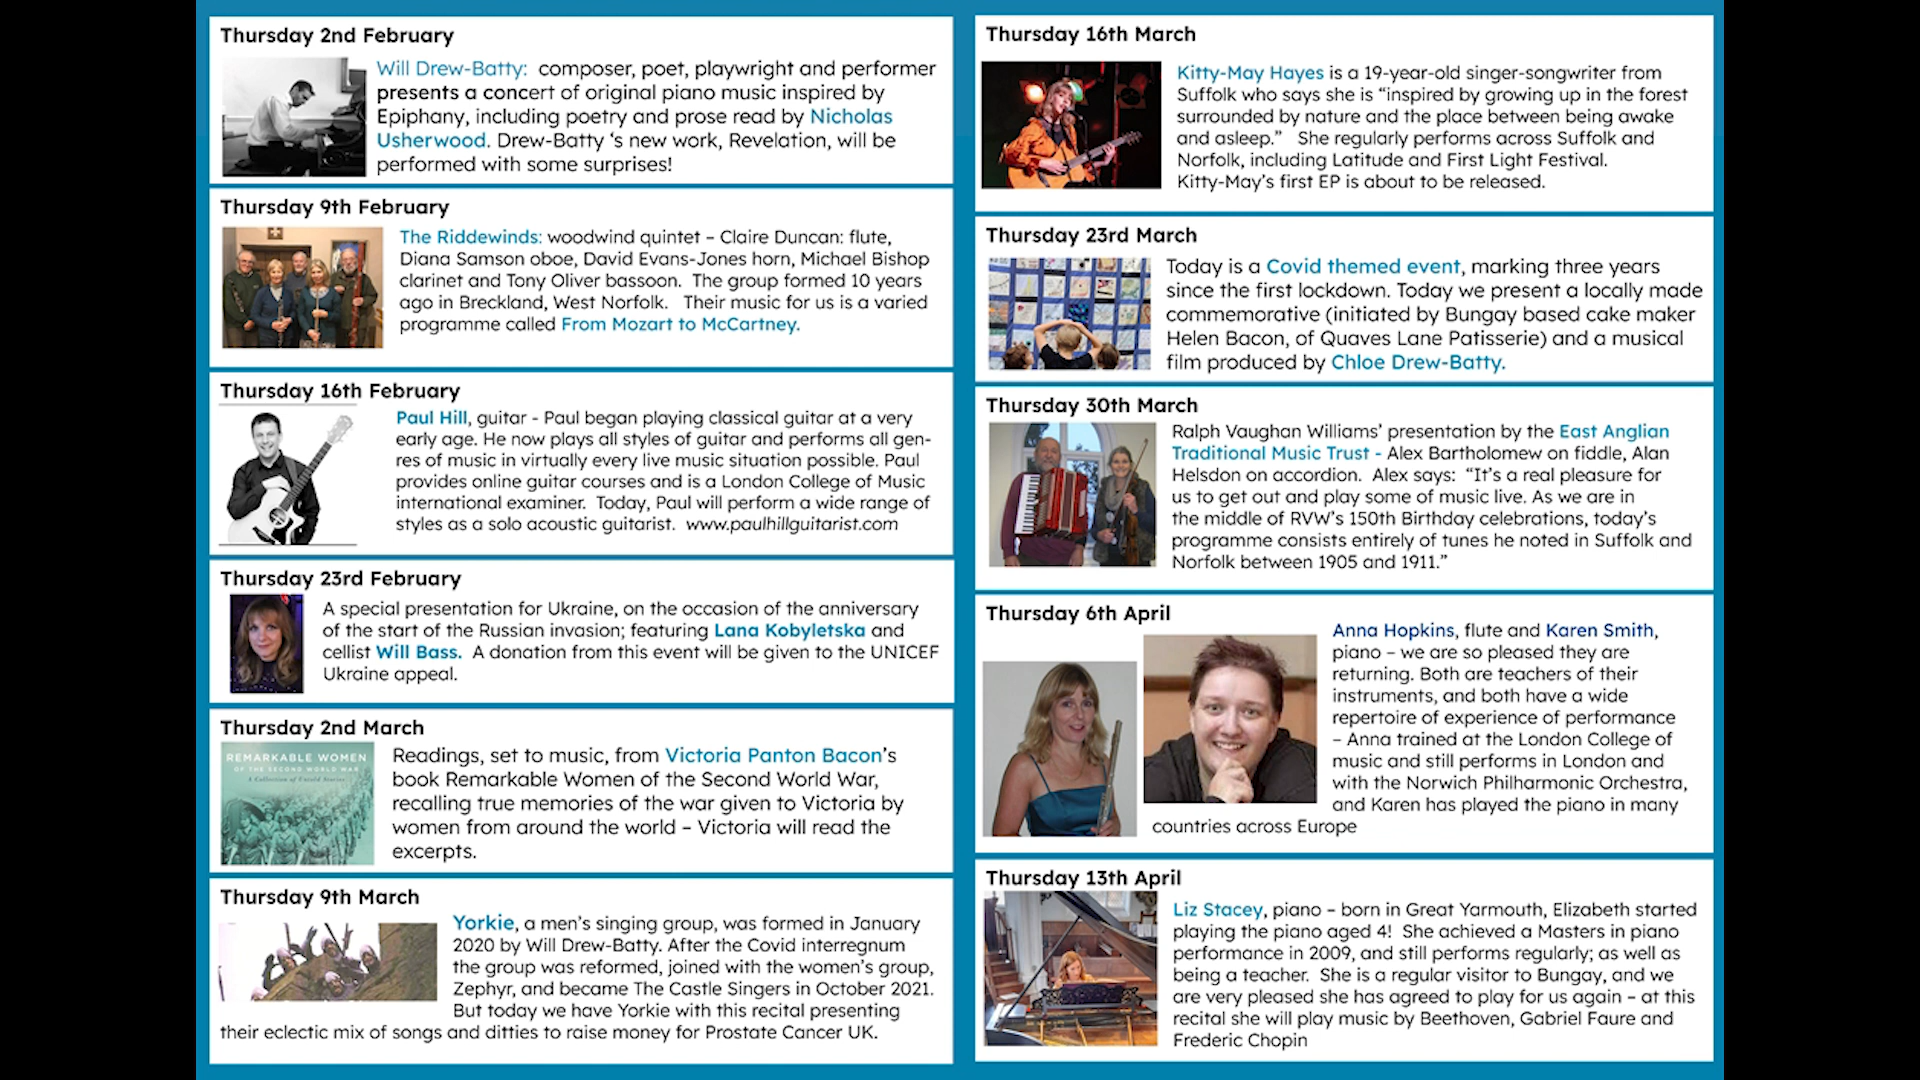 Thursday 2nd February
Will Drew-Batty: composer, poet, playwright and performer
presents a concert of original piano music inspired by
Epiphany, including poetry and prose read by Nicholas
Usherwood. Drew-Batty ‘s new work, Revelation, will be
performed with some surprises!
Thursday 9th February
The Riddewinds: woodwind quintet – Claire Duncan: flute,
Diana Samson oboe, David Evans-Jones horn, Michael Bishop
clarinet and Tony Oliver bassoon. The group formed 10 years
ago in Breckland, West Norfolk. Their music for us is a varied
programme called From Mozart to McCartney.
Thursday 16th February
Paul Hill, guitar - Paul began playing classical guitar at a very
early age. He now plays all styles of guitar and performs all gen-
res of music in virtually every live music situation possible. Paul
provides online guitar courses and is a London College of Music
international examiner. Today, Paul will perform a wide range of
styles as a solo acoustic guitarist. www.paulhillguitarist.com
Thursday 23rd February
A special presentation for Ukraine, on the occasion of the anniversary
of the start of the Russian invasion; featuring Lana Kobyletska and
cellist Will Bass. A donation from this event will be given to the UNICEF
Ukraine appeal.
Thursday 2nd March
REMARKABLE WOMEN
OF THE SECOND WORLD WAR
A Collection of Untold Stories
Readings, set to music, from Victoria Panton Bacon’s
book Remarkable Women of the Second World War,
recalling true memories of the war given to Victoria by
women from around the world – Victoria will read the
excerpts.
Thursday 9th March
Yorkie, a men’s singing group, was formed in January
2020 by Will Drew-Batty. After the Covid interregnum
the group was reformed, joined with the women’s group,
Zephyr, and became The Castle Singers in October 2021.
But today we have Yorkie with this recital presenting
their eclectic mix of songs and ditties to raise money for Prostate Cancer UK.
Thursday 16th March
Kitty-May Hayes is a 19-year-old singer-songwriter from
Suffolk who says she is “inspired by growing up in the forest
surrounded by nature and the place between being awake
and asleep.” She regularly performs across Suffolk and
Norfolk, including Latitude and First Light Festival.
Kitty-May’s first EP is about to be released.
Thursday 23rd March
Today is a Covid themed event, marking three years
since the first lockdown. Today we present a locally made
commemorative (initiated by Bungay based cake maker
Helen Bacon, of Quaves Lane Patisserie) and a musical
film produced by Chloe Drew-Batty.
Thursday 30th March
Ralph Vaughan Williams’ presentation by the East Anglian
Traditional Music Trust - Alex Bartholomew on fiddle, Alan
Helsdon on accordion. Alex says: “It’s a real pleasure for
us to get out and play some of music live. As we are in
the middle of RVW’s 150th Birthday celebrations, today’s
programme consists entirely of tunes he noted in Suffolk and
Norfolk between 1905 and 1911.”
Thursday 6th April
Anna Hopkins, flute and Karen Smith,
piano – we are so pleased they are
returning. Both are teachers of their
instruments, and both have a wide
repertoire of experience of performance
– Anna trained at the London College of
music and still performs in London and
with the Norwich Philharmonic Orchestra,
and Karen has played the piano in many
countries across Europe
Thursday 13th April
Liz Stacey, piano – born in Great Yarmouth, Elizabeth started
playing the piano aged 4! She achieved a Masters in piano
performance in 2009, and still performs regularly; as well as
being a teacher. She is a regular visitor to Bungay, and we
are very pleased she has agreed to play for us again – at this
recital she will play music by Beethoven, Gabriel Faure and
Frederic Chopin